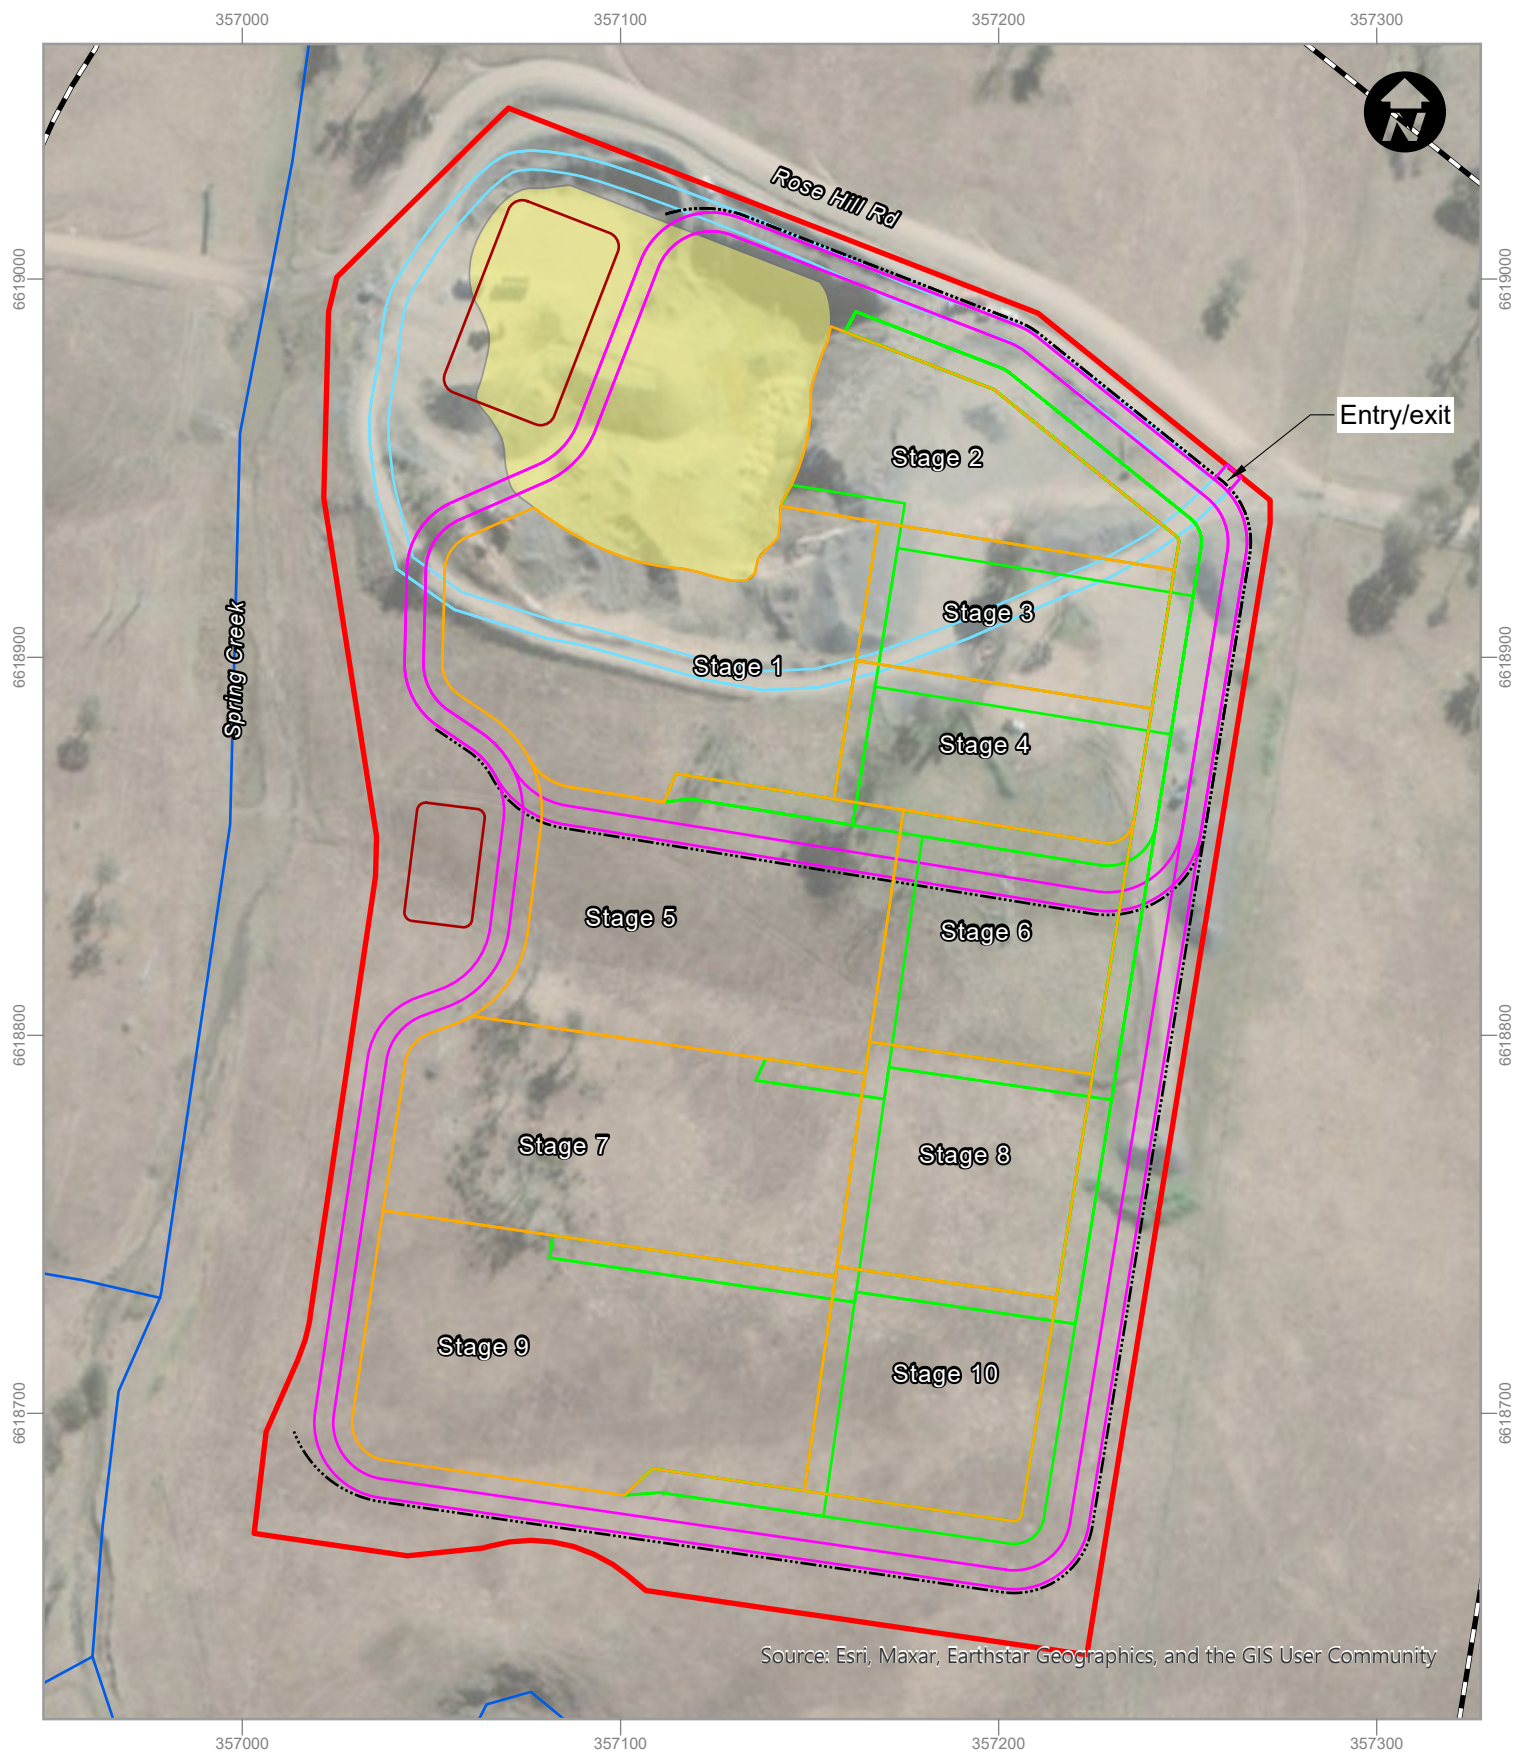 357000
357100
357200
357300
N
Rose Hill Rd
6619000
6619000
Entry/exit
Stage 2
Stage 3
Spring Creek
6618900
6618900
Stage 1
Stage 4
Stage 5
Stage 6
6618800
6618800
Stage 7
Stage 8
Stage 9
Stage 10
6618700
6618700
Source: Esri, Maxar, Earthstar Geographics, and the GIS User Community
357000
357100
357200
357300